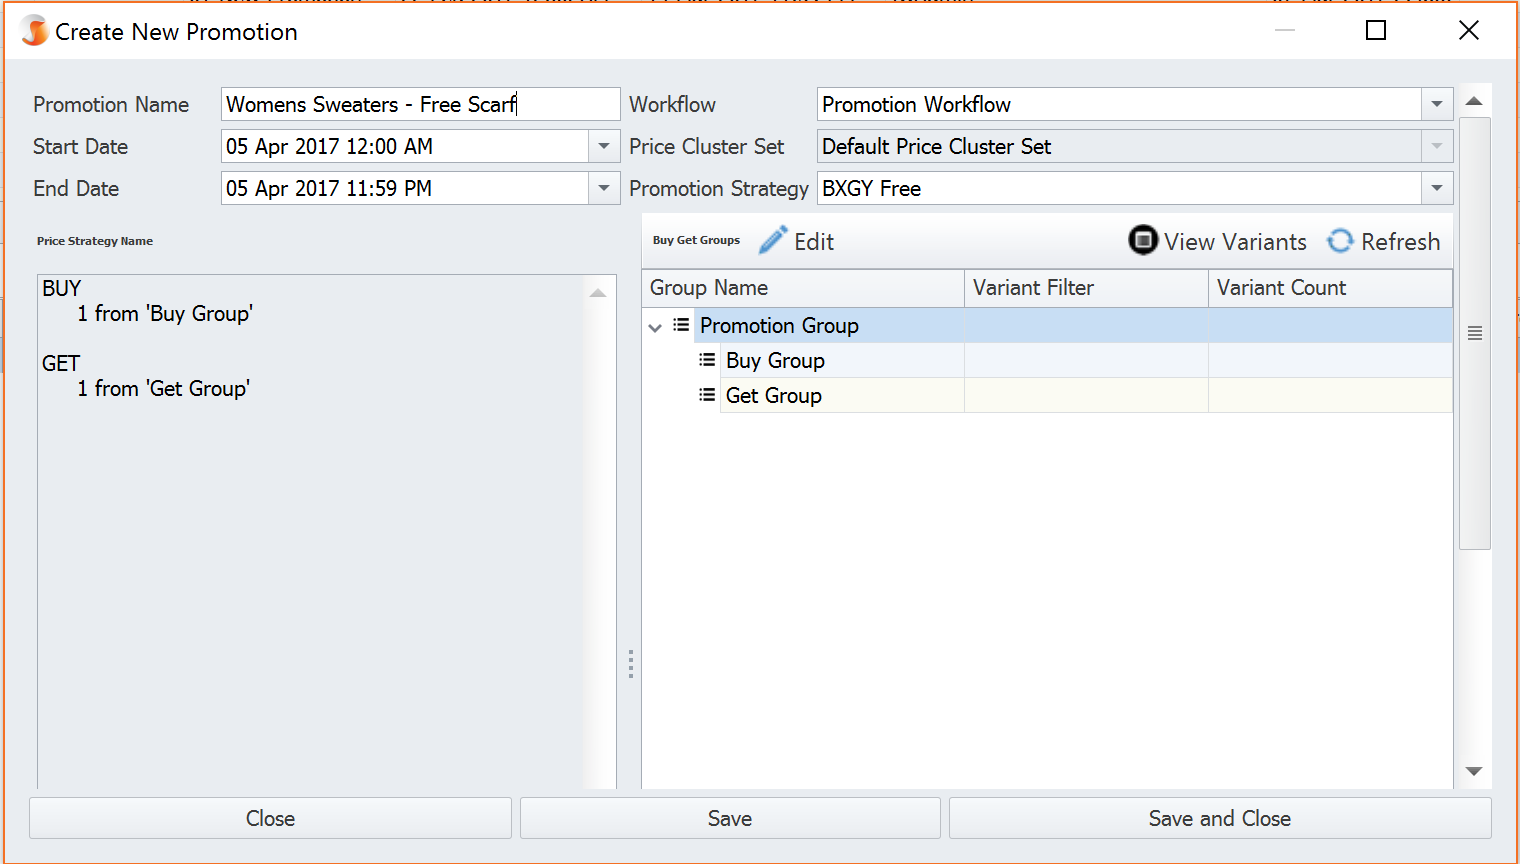 Create New Promotion
Promotion Name Womens Sweaters - Free Scarf Workflow Promotion Workflow
Start Date 05 Apr 2017 12:00 AM Price Cluster Set Default Price Cluster Set
End Date 05 Apr 2017 11:59 PM Promotion Strategy BXGY Free
Price Strategy Name
BUY
1 from 'Buy Group'
GET
1 from 'Get Group'
Buy Get Groups Edit View Variants Refresh
Group Name Variant Filter Variant Count
Promotion Group
Buy Group
Get Group
Close Save Save and Close